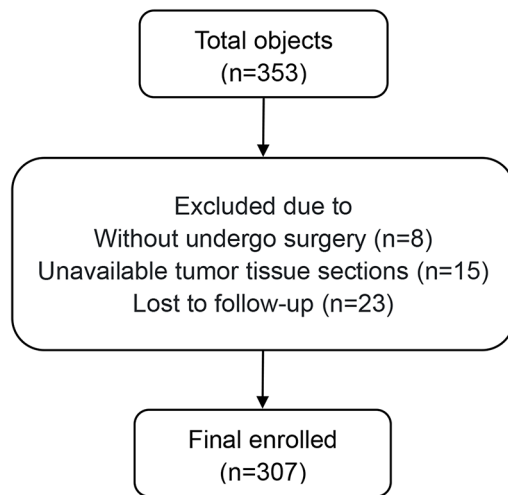 Total objects
(n=353)
Excluded due to
Without undergo surgery (n=8)
Unavailable tumor tissue sections (n=15)
Lost to follow-up (n=23)
Final enrolled
(n=307)